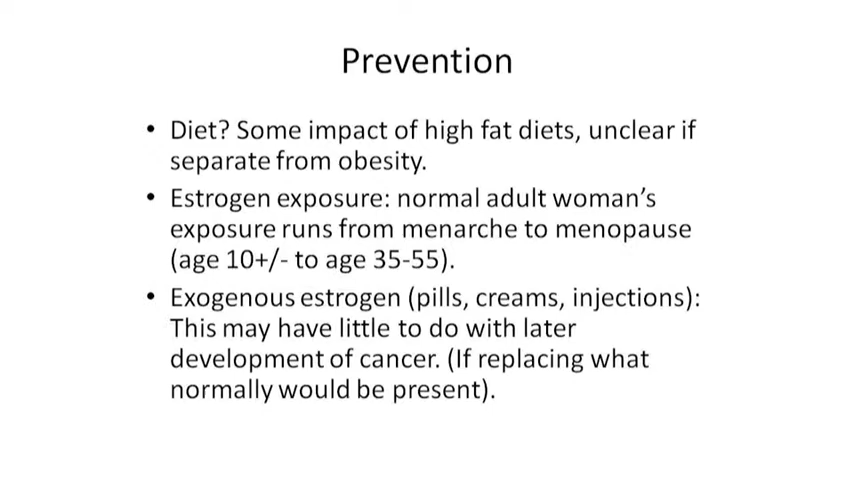 Prevention
• Diet? Some impact of high fat diets, unclear if
separate from obesity.
• Estrogen exposure: normal adult woman's
exposure runs from menarche to menopause
(age 10+/- to age 35-55).
• Exogenous estrogen (pills, creams, injections):
This may have little to do with later
development of cancer. (If replacing what
normally would be present).